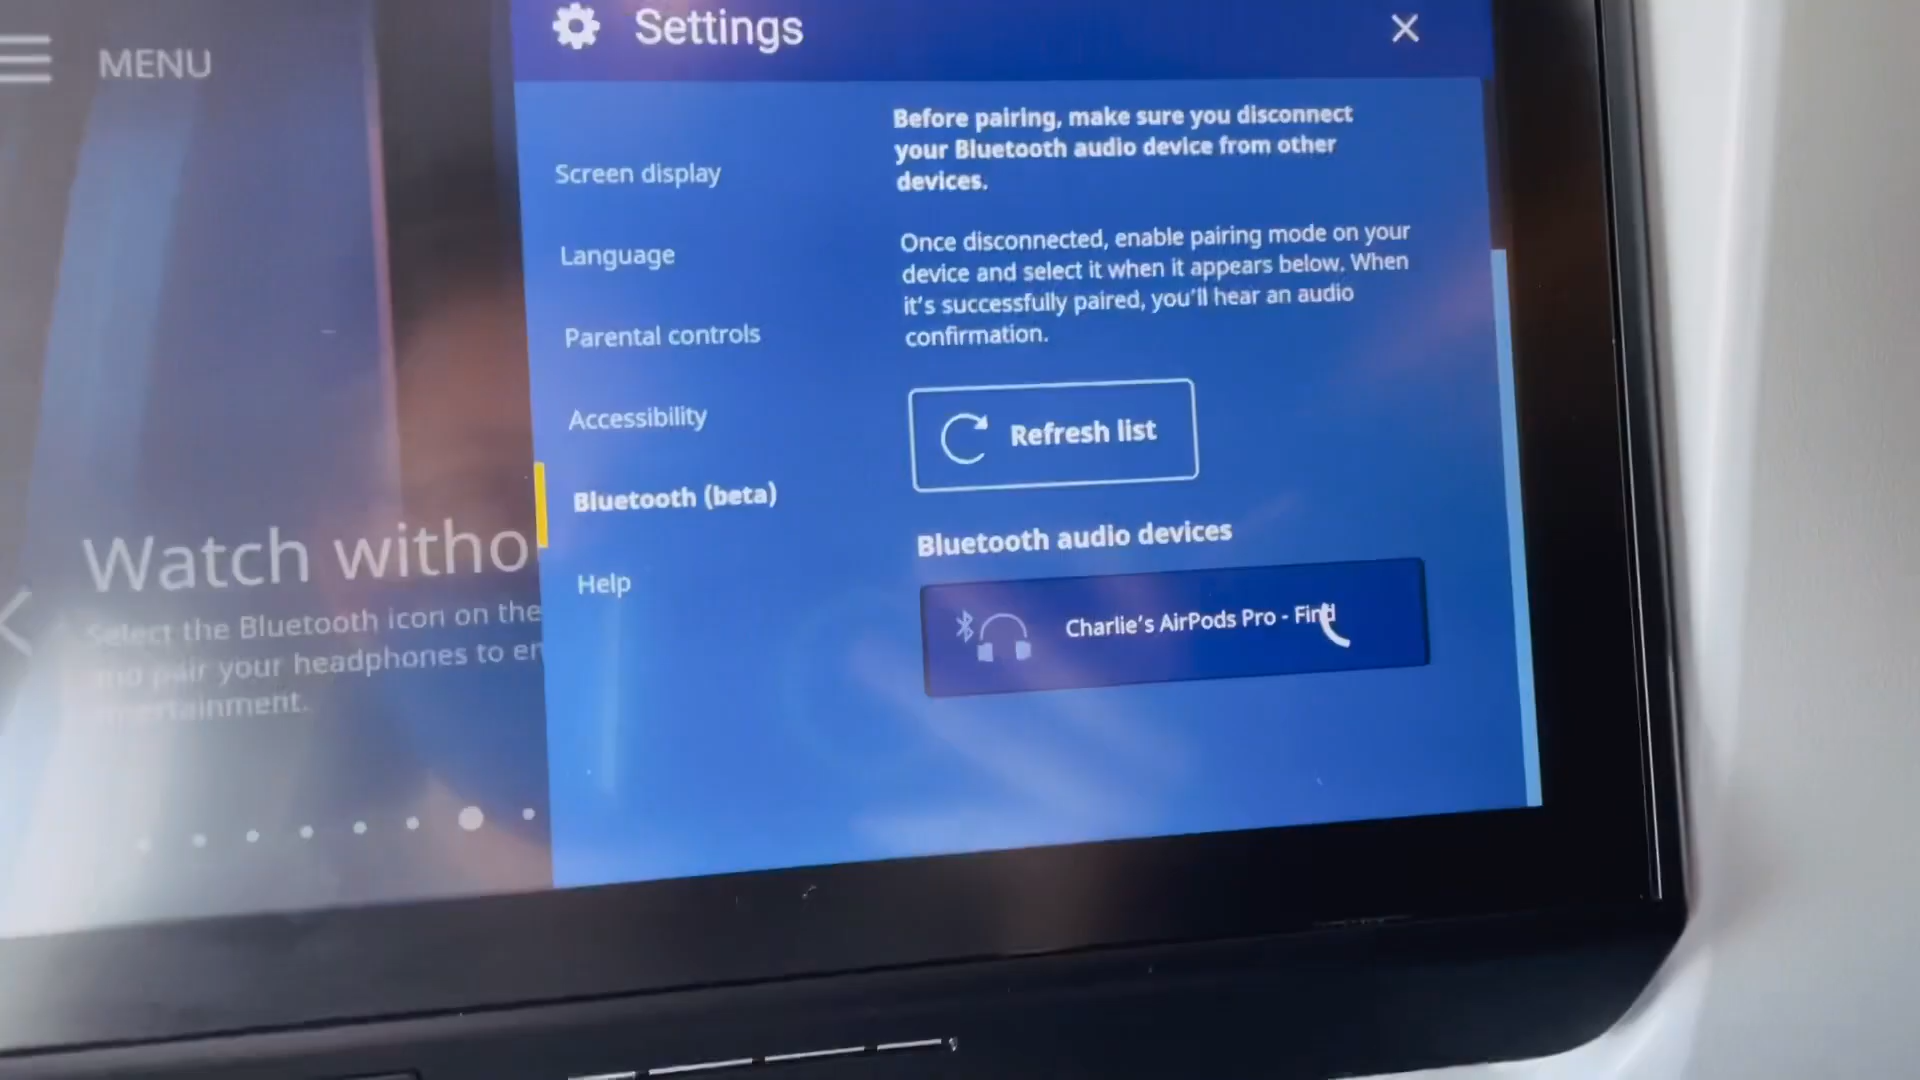 MENU
Settings
Before pairing, make sure you disconnect
your Bluetooth audio device from other
devices.
Screen display
Once disconnected, enable pairing mode on your
device and select it when it appears below. When
it's successfully paired, you'll hear an audio
confirmation.
Language
Parental controls
Accessibility
Bluetooth (beta)
Help
Refresh list
Bluetooth audio devices
Charlie's AirPods Pro - Find
Watch witho
Select the Bluetooth icon on the
and pair your headphones to en
entertainment.